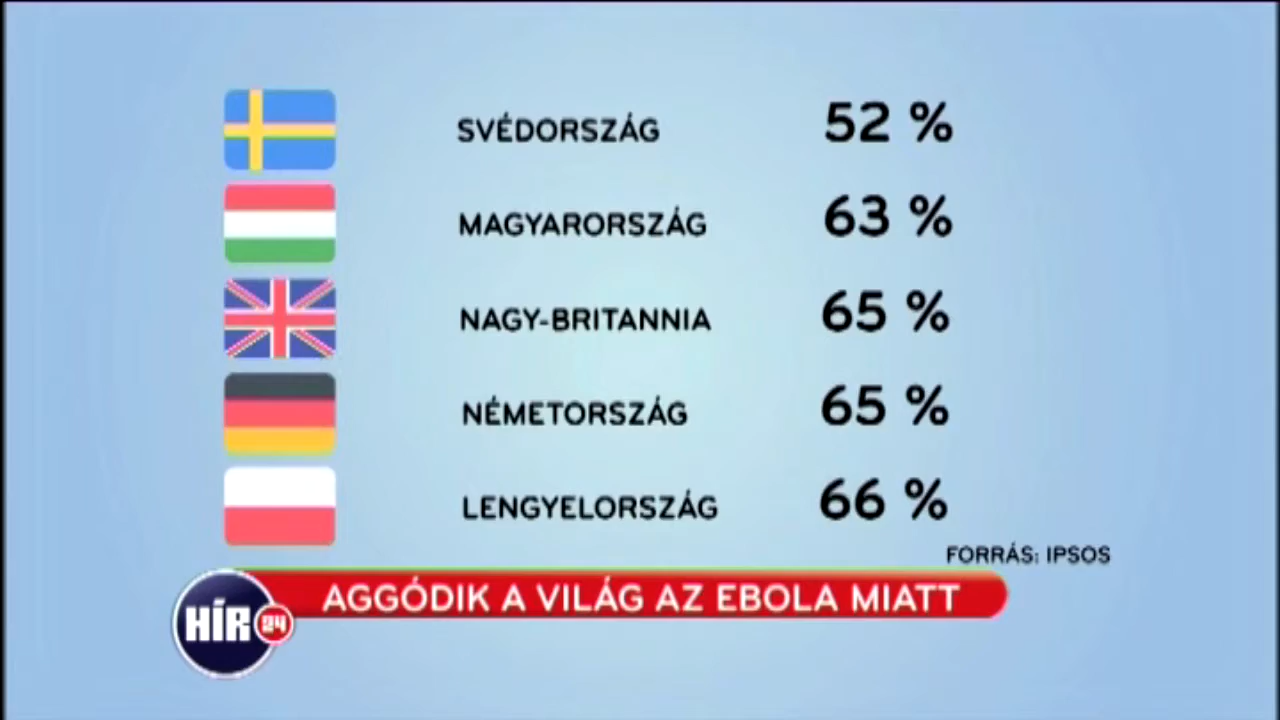 SVÉDORSZÁG 52 %
MAGYARORSZÁG 63 %
NAGY-BRITANNIA 65 %
NÉMETORSZÁG 65 %
LENGYELORSZÁG 66 %
FORRÁS: IPSOS
AGGÓDIK A VILÁG AZ EBOLA MIATT
HÍR 24